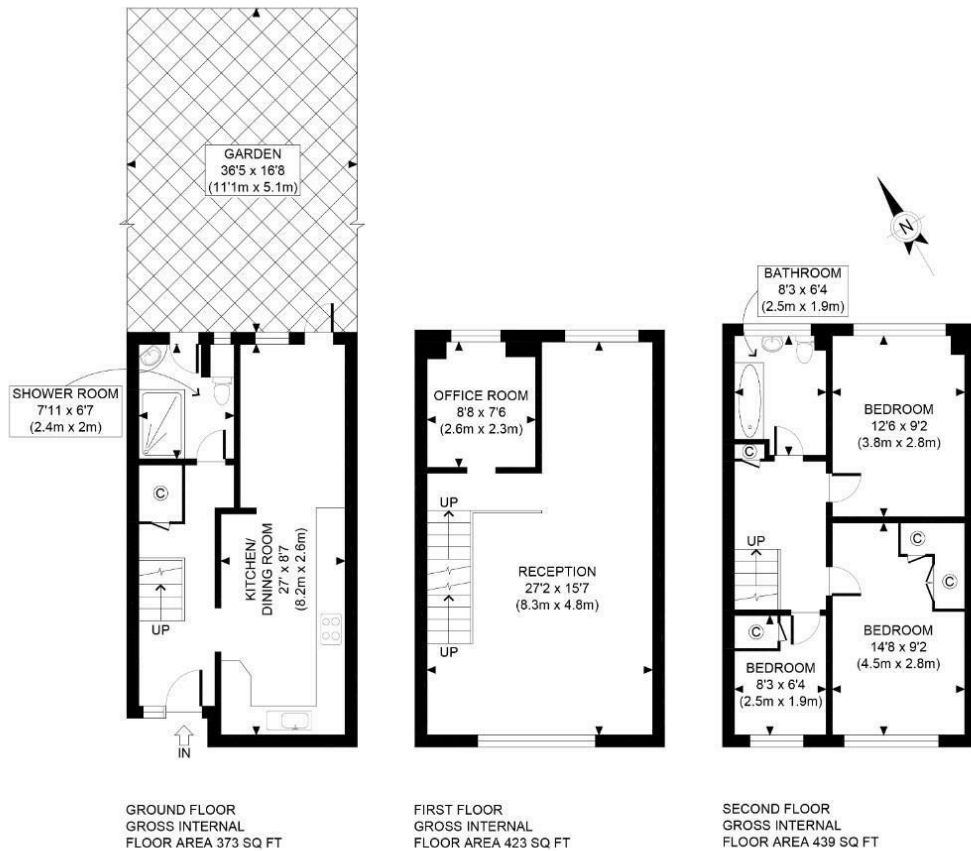 GARDEN
36'5 x 16'8
(11'1m x 5.1m)
N
BATHROOM
8'3 x 6'4
(2.5m x 1.9m)
SHOWER ROOM
7'11 x 6'7
(2.4m x 2m)
C
UP
KITCHEN/
DINING ROOM
27' x 8'7
(8.2m x 2.6m)
IN
OFFICE ROOM
8'8 x 7'6
(2.6m x 2.3m)
UP
UP
RECEPTION
27'2 x 15'7
(8.3m x 4.8m)
C
BEDROOM
12'6 x 9'2
(3.8m x 2.8m)
UP
C
C
BEDROOM
14'8 x 9'2
(4.5m x 2.8m)
C
BEDROOM
8'3 x 6'4
(2.5m x 1.9m)
GROUND FLOOR
GROSS INTERNAL
FLOOR AREA 373 SQ FT
FIRST FLOOR
GROSS INTERNAL
FLOOR AREA 423 SQ FT
SECOND FLOOR
GROSS INTERNAL
FLOOR AREA 439 SQ FT